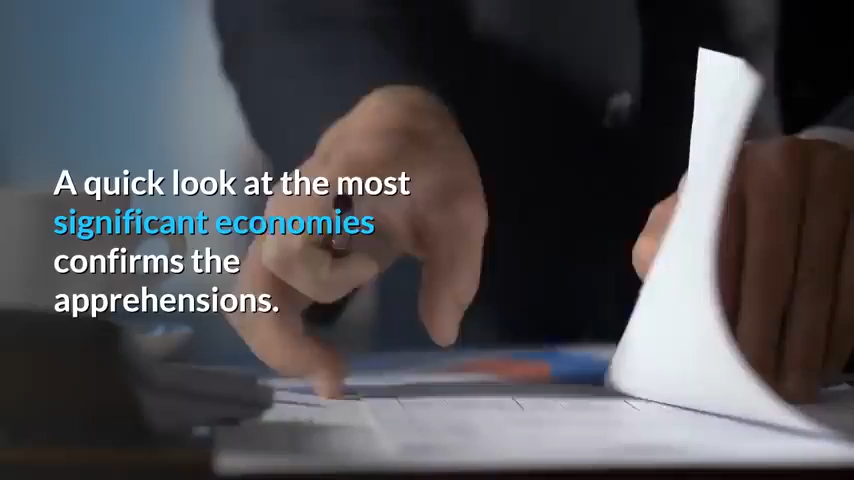 A quick look at the most
significant economies
confirms the
apprehensions.